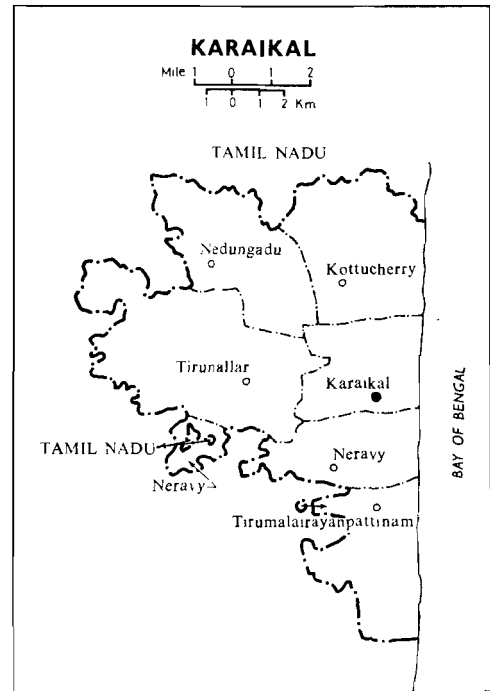 KARAIKAL
Mile 1 0 1 2
1 0 1 2 Km
TAMIL NADU
Nedungadu
Kottucherry
Tirunallar
Karaikal
BAY OF BENGAL
TAMIL NADU
Neravy
Neravy
Tirumalairayanpattinam